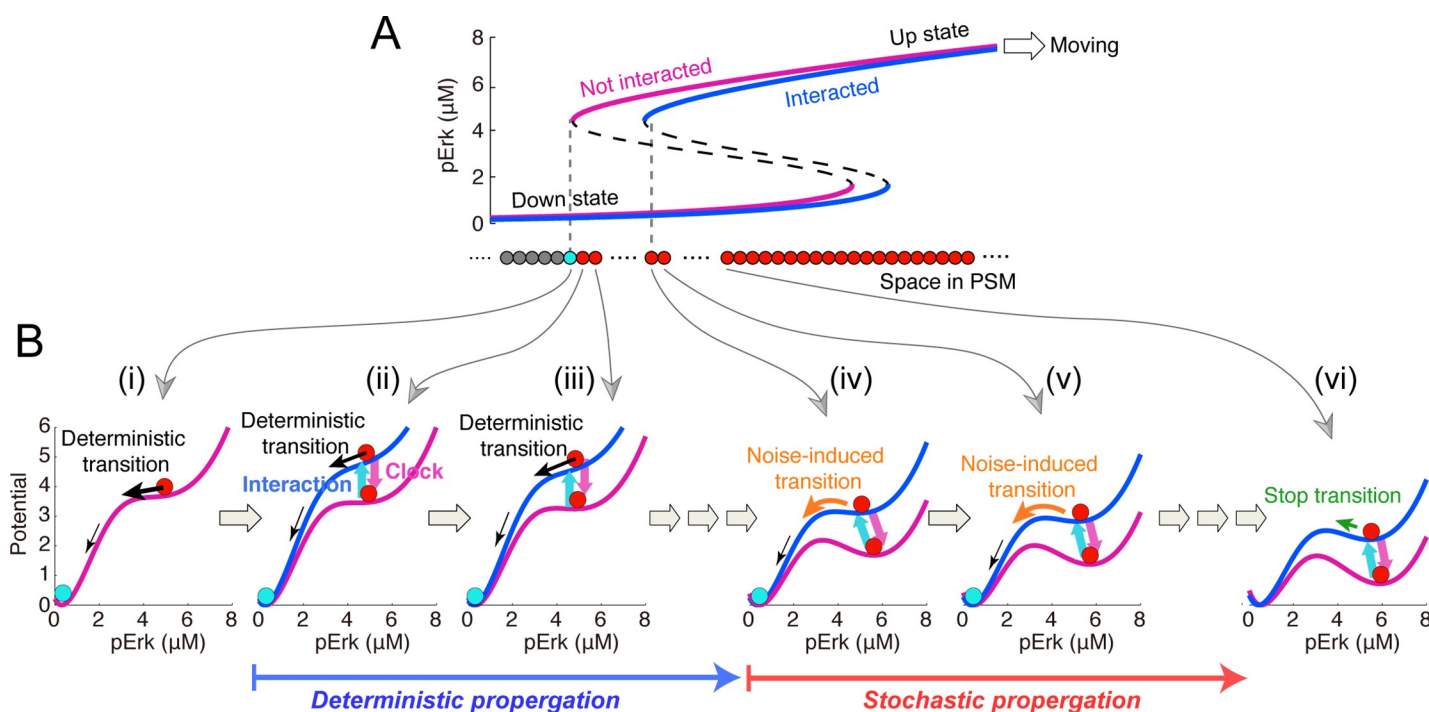 A
8
6
4
2
0
pErk (µM)
Up state
Moving
Not interacted
Interacted
Down state
Space in PSM
B
(i)
(ii)
(iii)
(iv)
(v)
(vi)
6
5
4
3
2
1
0
Potential
Deterministic
transition
Deterministic
transition
Interaction
Clock
Deterministic
transition
Noise-induced
transition
Noise-induced
transition
Stop transition
0 2 4 6 8
0 2 4 6 8
0 2 4 6 8
0 2 4 6 8
0 2 4 6 8
0 2 4 6 8
pErk (µM)
pErk (µM)
pErk (µM)
pErk (µM)
pErk (µM)
pErk (µM)
Deterministic propergation
Stochastic propergation